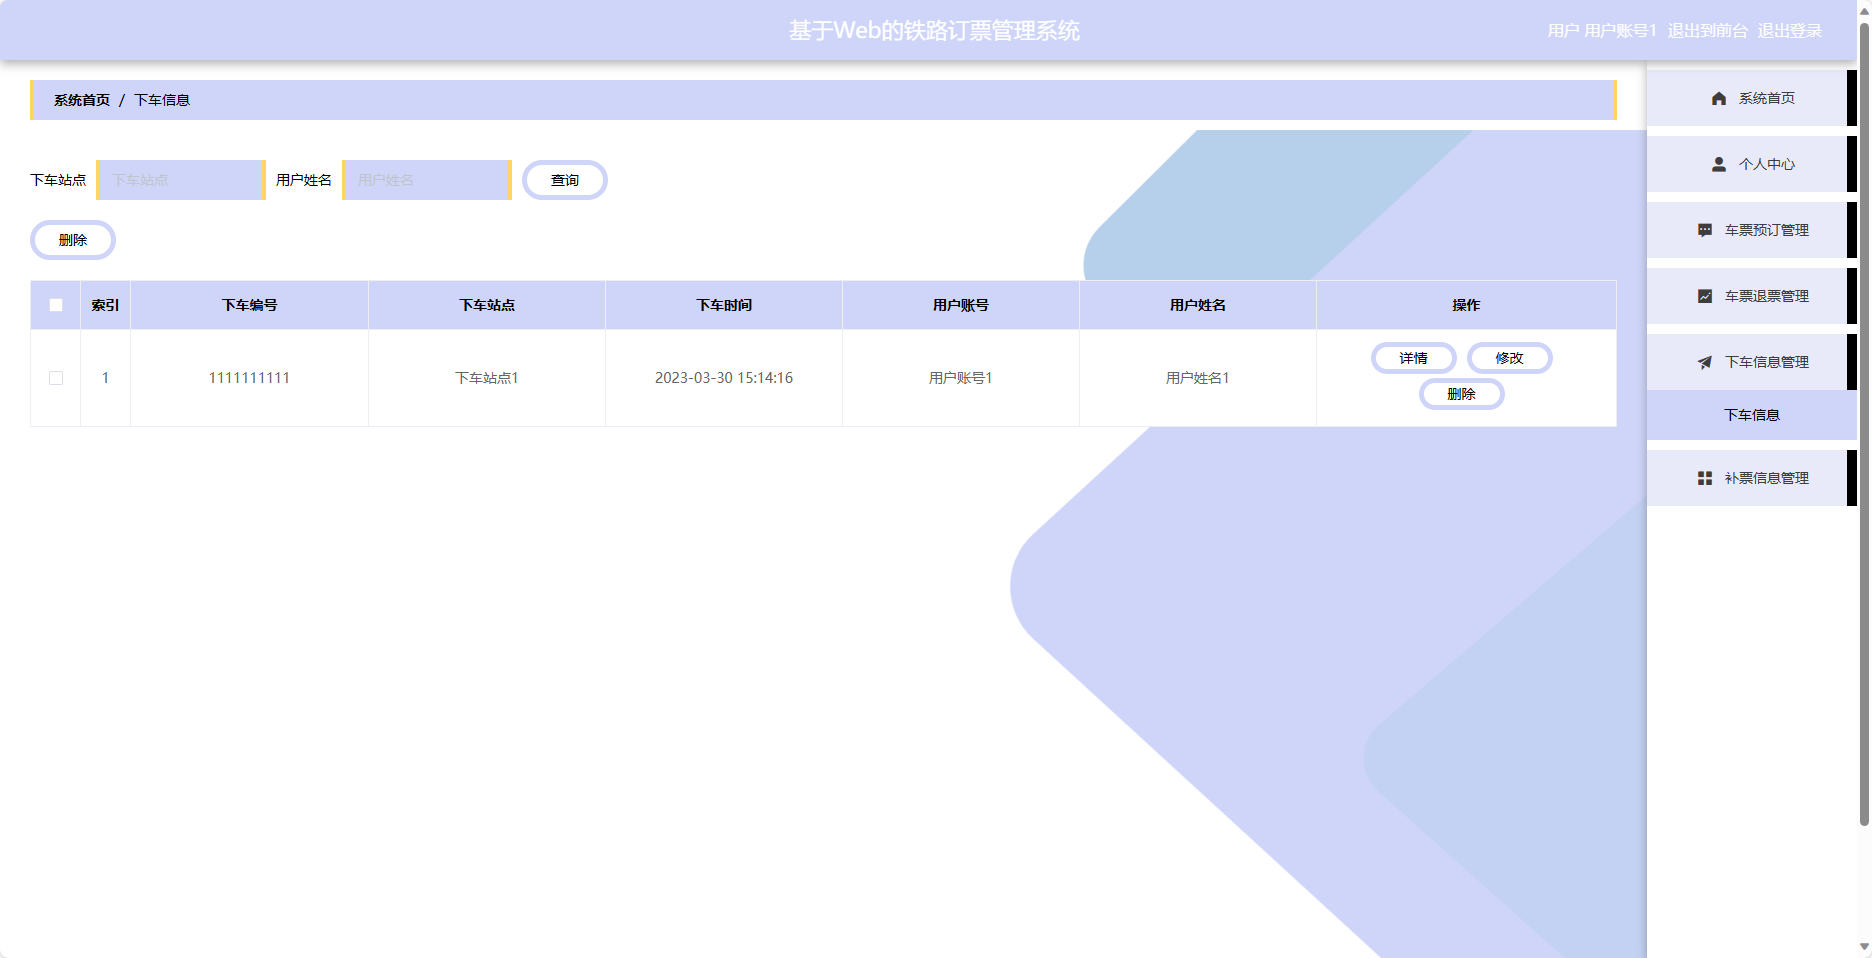 基于Web的铁路订票管理系统
用户 用户账号1 退出到前台 退出登录
系统首页 / 下车信息
下车站点 下车站点 用户姓名 用户姓名 查询
删除
索引 下车编号 下车站点 下车时间 用户账号 用户姓名 操作
1 1111111111 下车站点1 2023-03-30 15:14:16 用户账号1 用户姓名1 详情 修改
删除
系统首页
个人中心
车票预订管理
车票退票管理
下车信息管理
下车信息
补票信息管理